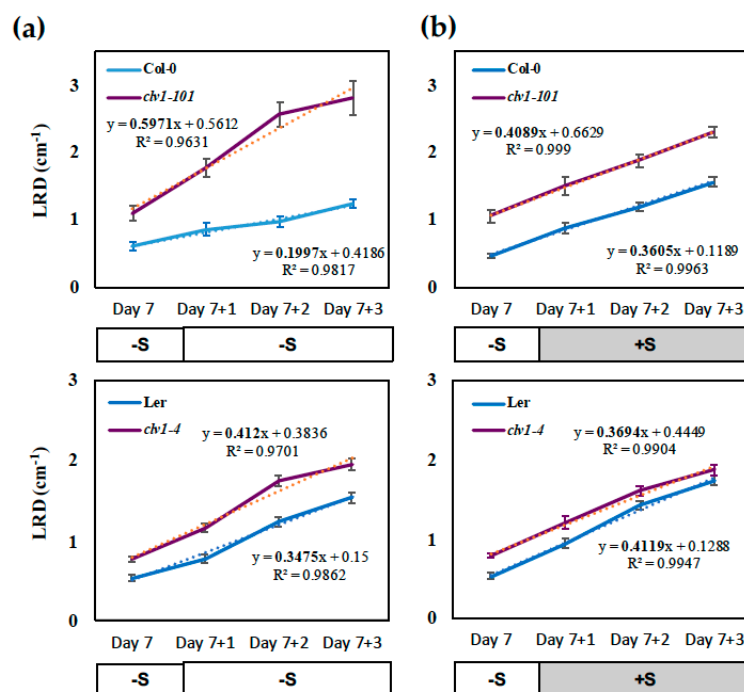 (a)
(b)
LRD (cm⁻¹)
3
2
1
0
Col-0
clv1-101
y = 0.5971x + 0.5612
R² = 0.9631
y = 0.1997x + 0.4186
R² = 0.9817
Day 7 Day 7+1 Day 7+2 Day 7+3
-S -S
LRD (cm⁻¹)
3
2
1
0
Col-0
clv1-101
y = 0.4089x + 0.6629
R² = 0.999
y = 0.3605x + 0.1189
R² = 0.9963
Day 7 Day 7+1 Day 7+2 Day 7+3
-S +S
LRD (cm⁻¹)
3
2
1
0
Ler
clv1-4
y = 0.412x + 0.3836
R² = 0.9701
y = 0.3475x + 0.15
R² = 0.9862
Day 7 Day 7+1 Day 7+2 Day 7+3
-S -S
LRD (cm⁻¹)
3
2
1
0
Ler
clv1-4
y = 0.3694x + 0.4449
R² = 0.9904
y = 0.4119x + 0.1288
R² = 0.9947
Day 7 Day 7+1 Day 7+2 Day 7+3
-S +S